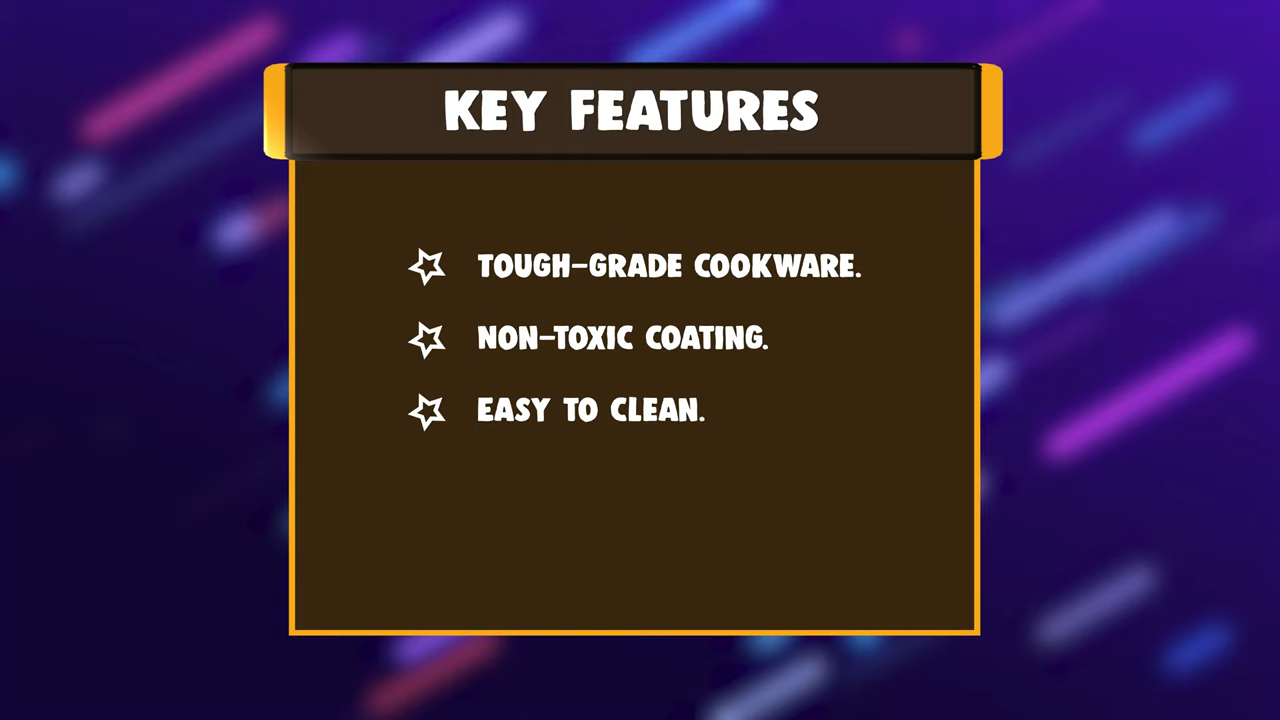 KEY FEATURES
TOUGH-GRADE COOKWARE.
NON-TOXIC COATING.
EASY TO CLEAN.